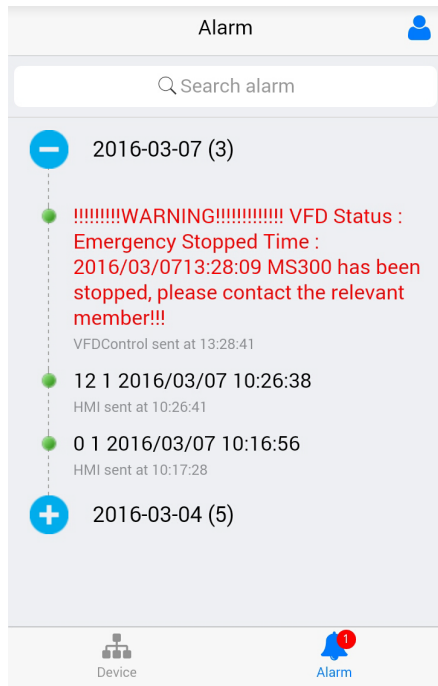 Alarm
Search alarm
2016-03-07 (3)
!!!!!!!!!WARNING!!!!!!!!!!!!! VFD Status :
Emergency Stopped Time :
2016/03/0713:28:09 MS300 has been
stopped, please contact the relevant
member!!!
VFDControl sent at 13:28:41
12 1 2016/03/07 10:26:38
HMI sent at 10:26:41
0 1 2016/03/07 10:16:56
HMI sent at 10:17:28
2016-03-04 (5)
1
Device
Alarm